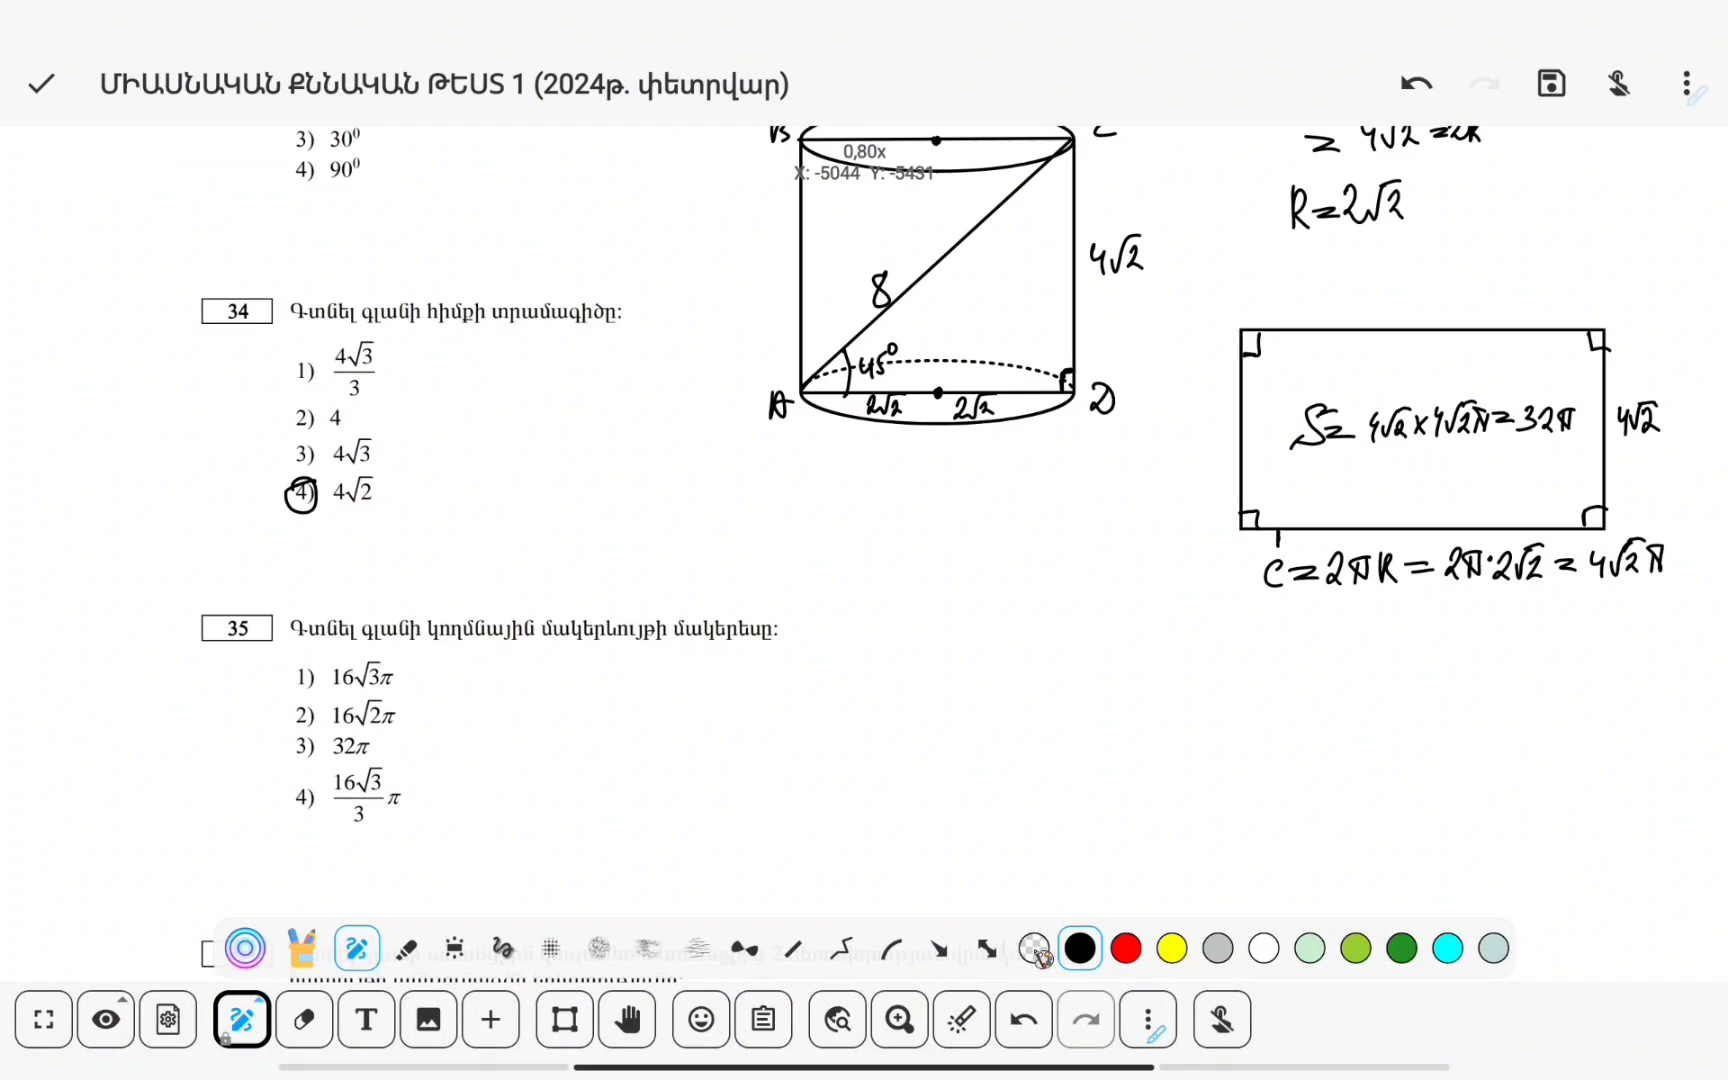 ՄԻԱՍՆԱԿԱՆ ՔՆՆԱԿԱՆ ԹԵՍՏ 1 (2024թ. փետրվար)
3) 30⁰
4) 90⁰
B C
0,80x
X: -5044 Y: -5431
= 4√2 = 2R
R = 2√2
4√2
8
45⁰
A 2√2 2√2 D
34 Գտնել գլանի հիմքի տրամագիծը:
1) 4√3/3
2) 4
3) 4√3
4) 4√2
S = 4√2 × 4√2π = 32π
4√2
C = 2πR = 2π·2√2 = 4√2π
35 Գտնել գլանի կողմնային մակերևույթի մակերեսը:
1) 16√3π
2) 16√2π
3) 32π
4) 16√3/3 π
T